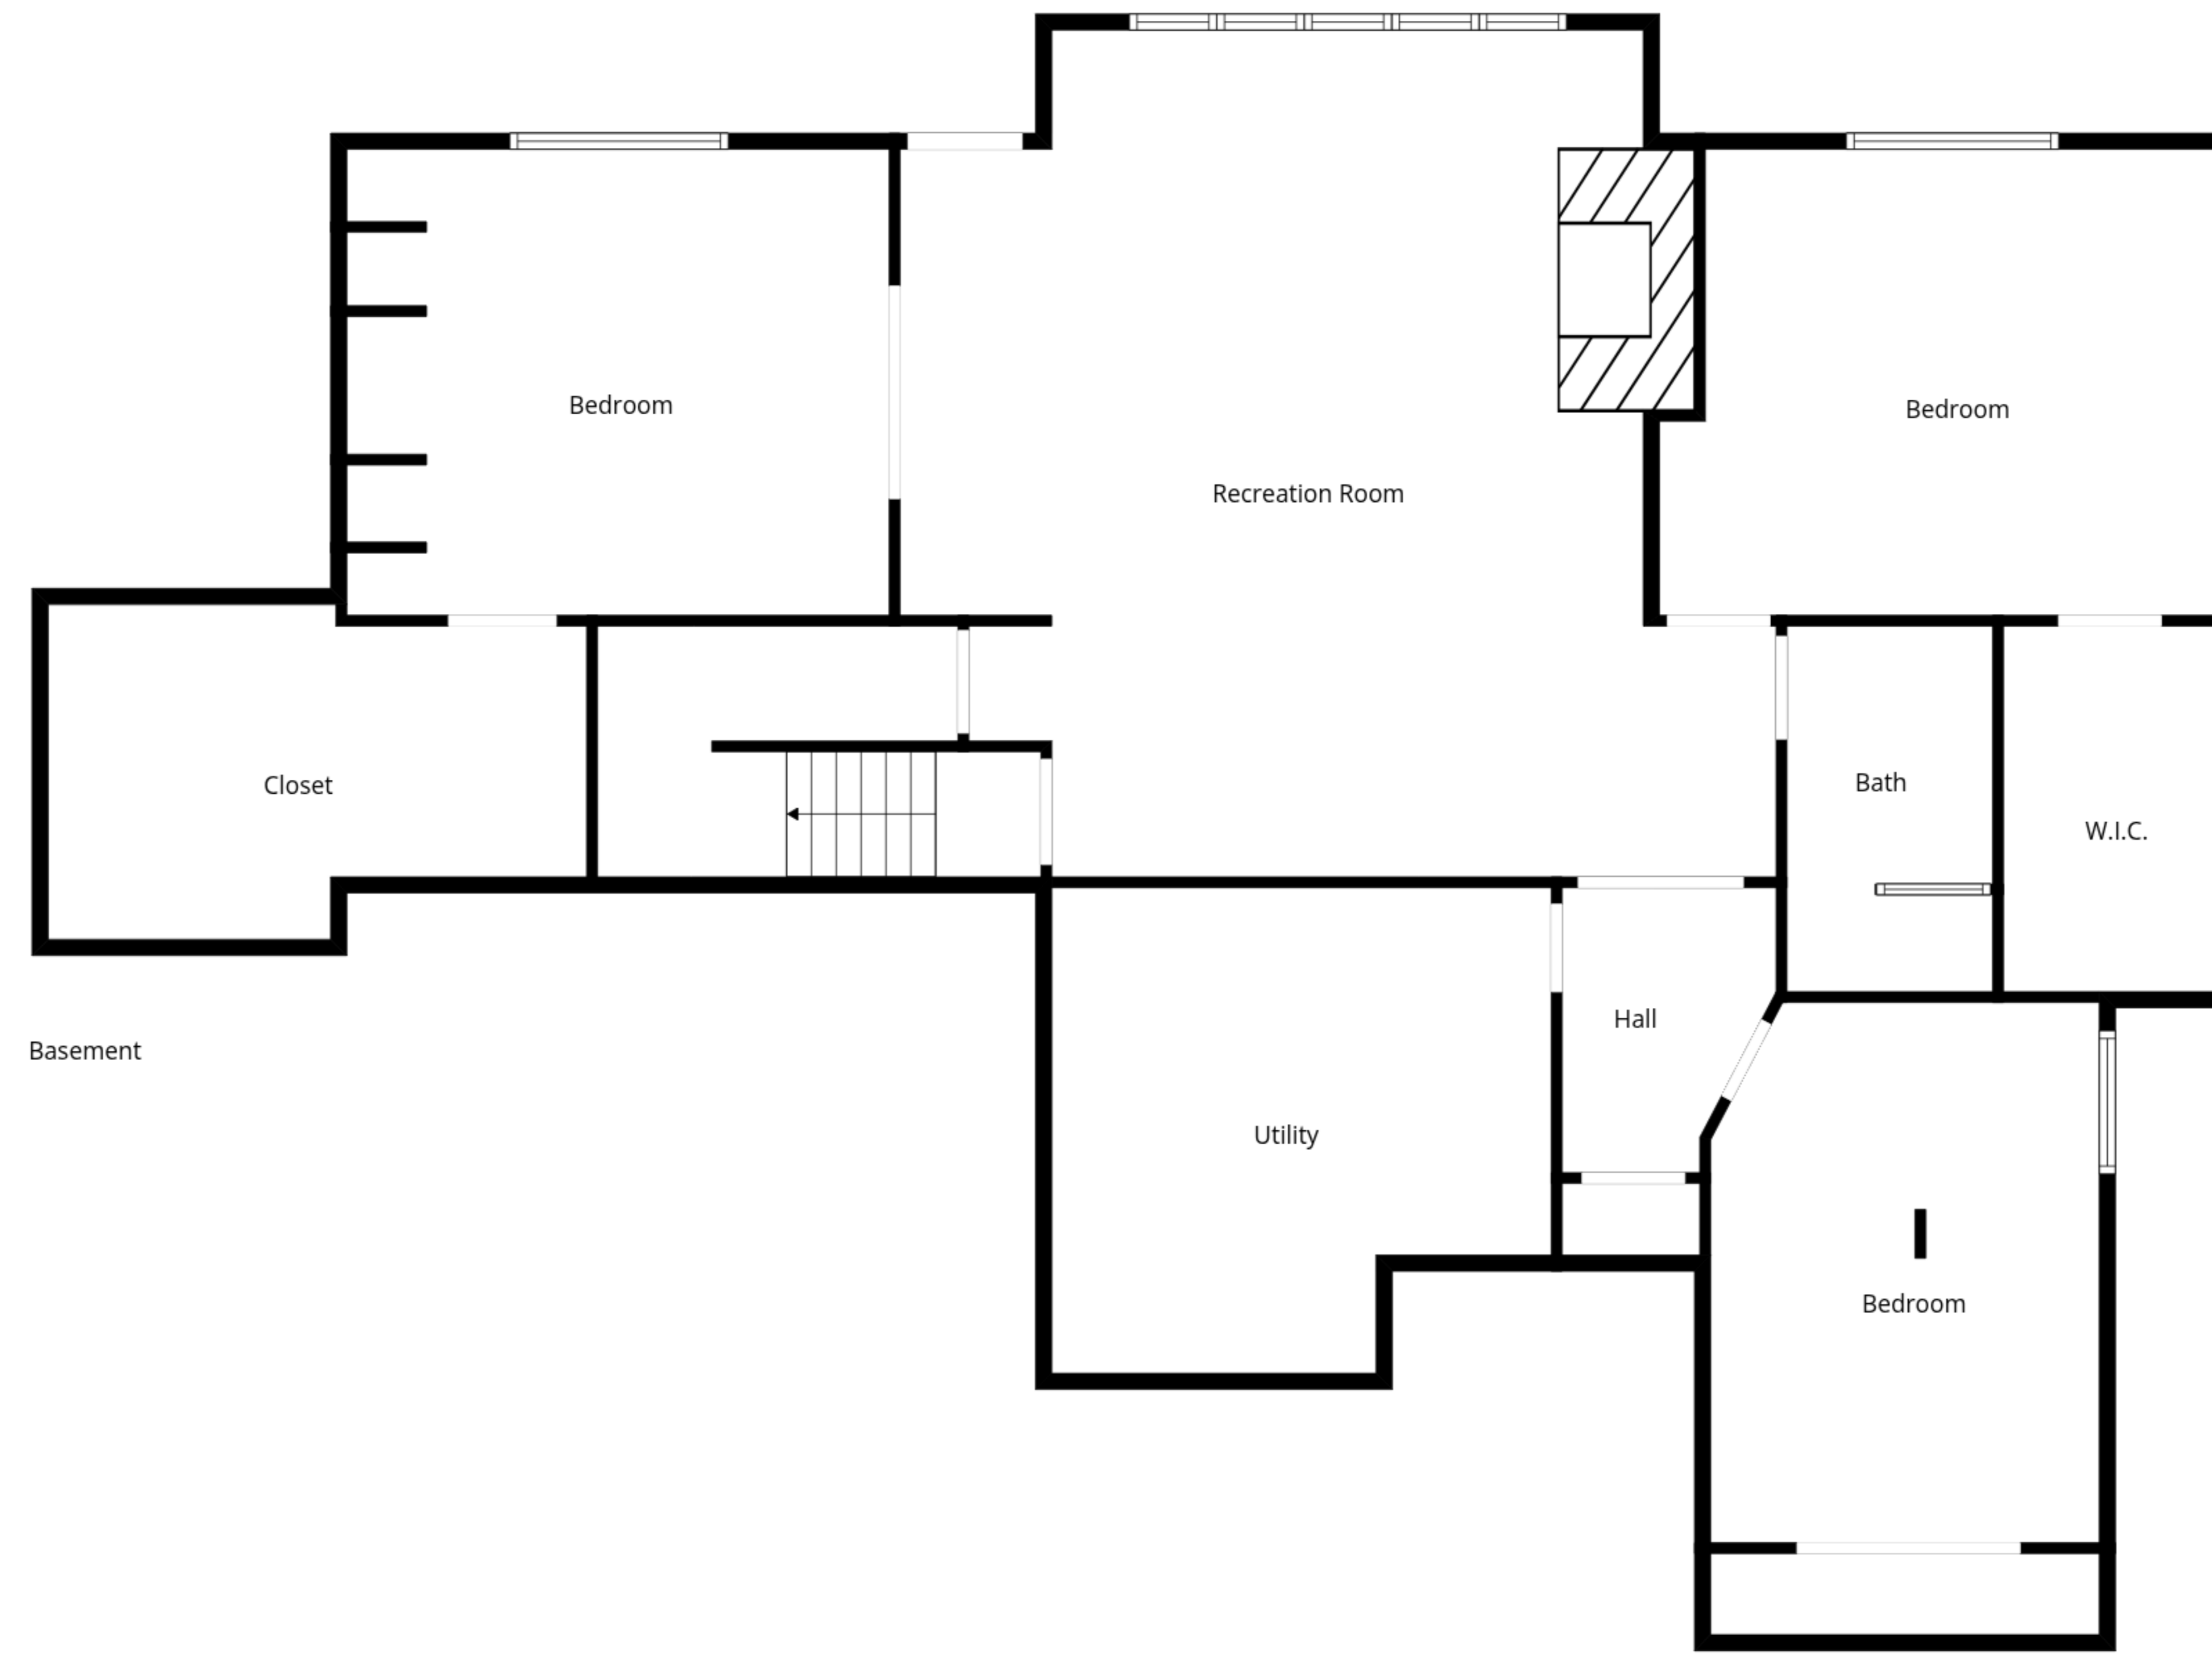 Bedroom
Bedroom
Recreation Room
Closet
Bath
W.I.C.
Hall
Basement
Utility
Bedroom